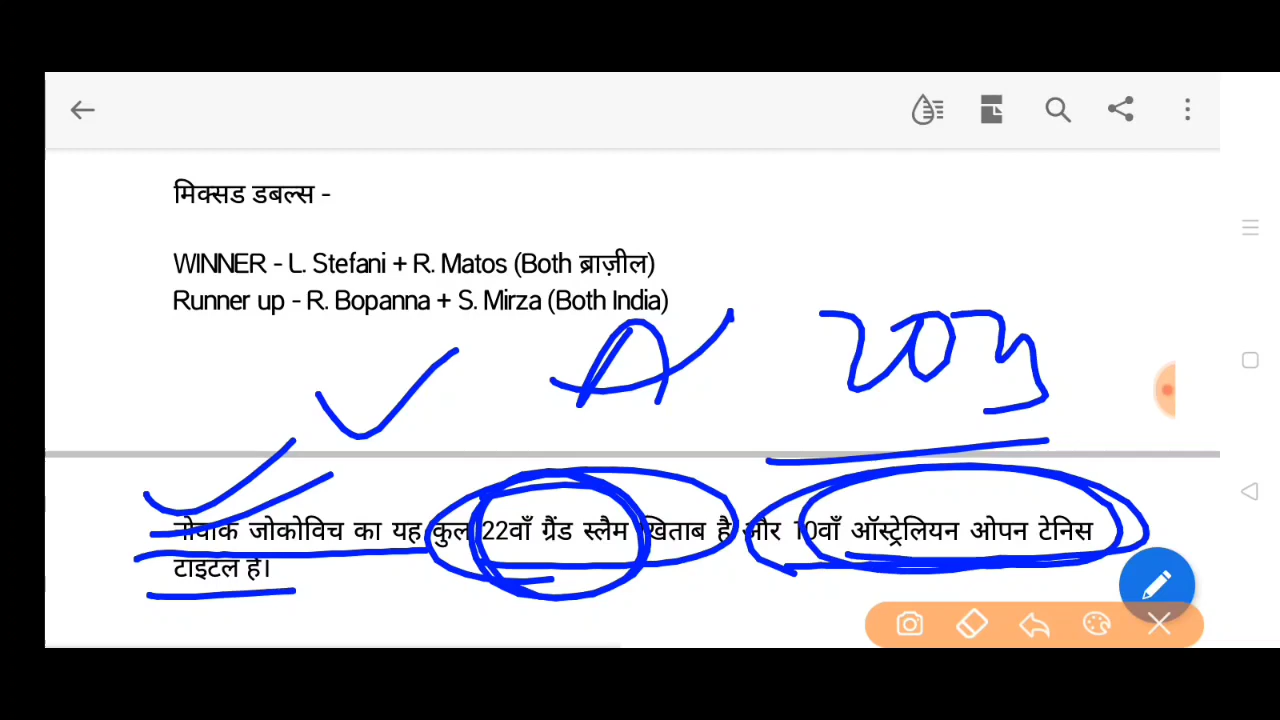 मिक्सड डबल्स -
WINNER - L. Stefani + R. Matos (Both ब्राज़ील)
Runner up - R. Bopanna + S. Mirza (Both India)
नोवाक जोकोविच का यह कुल 22वाँ ग्रैंड स्लैम खिताब है और 10वाँ ऑस्ट्रेलियन ओपन टेनिस
टाइटल है।